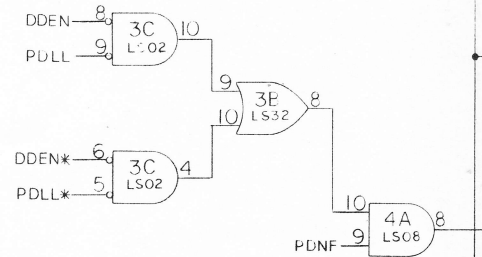 DDEN 8
3C 10
PDLL 9 LS02
9 3B 8
10 LS32
DDEN* 6 3C 4
LS02
PDLL* 5
10 4A 8
PDNF 9 LS08